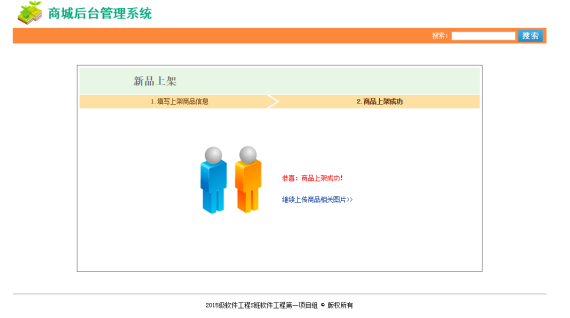 商城后台管理系统
搜索: 搜索
新品上架
1.填写上架商品信息 2.商品上架成功
恭喜: 商品上架成功!
继续上传商品相关图片>>
2015级软件工程2班软件工程第一项目组 © 版权所有